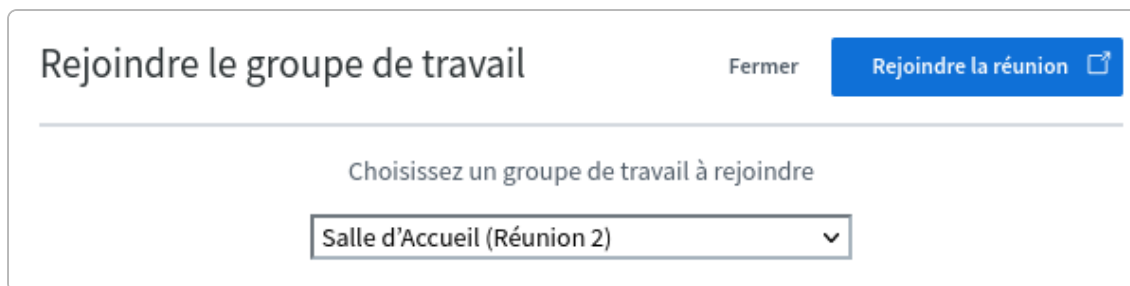 Rejoindre le groupe de travail
Fermer
Rejoindre la réunion
Choisissez un groupe de travail à rejoindre
Salle d’Accueil (Réunion 2)